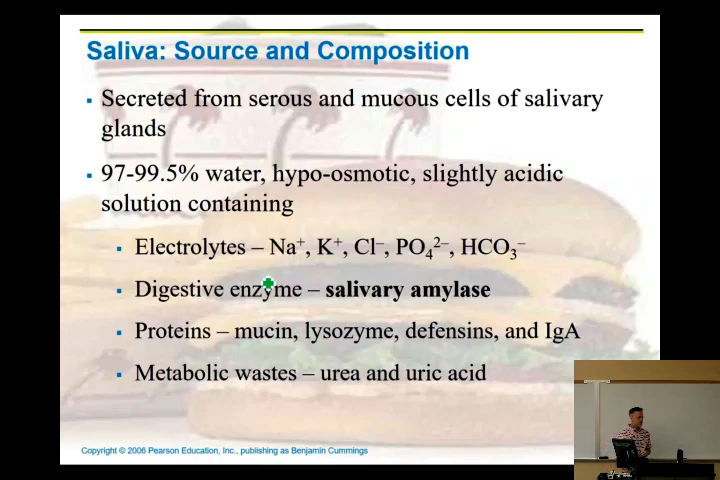 Saliva: Source and Composition
▪ Secreted from serous and mucous cells of salivary
glands
▪ 97-99.5% water, hypo-osmotic, slightly acidic
solution containing
▪ Electrolytes – Na⁺, K⁺, Cl⁻, PO₄²⁻, HCO₃⁻
▪ Digestive enzyme – salivary amylase
▪ Proteins – mucin, lysozyme, defensins, and IgA
▪ Metabolic wastes – urea and uric acid
Copyright © 2006 Pearson Education, Inc., publishing as Benjamin Cummings